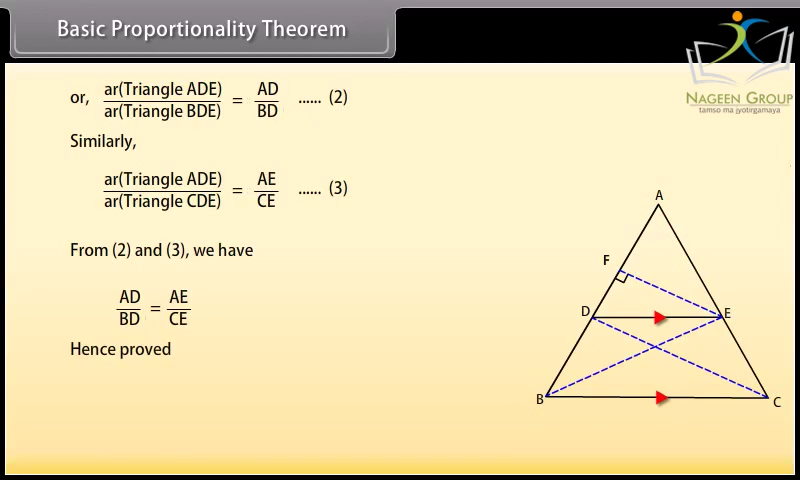 Basic Proportionality Theorem
NAGEEN GROUP
tamso ma jyotirgamaya
or, ar(Triangle ADE) / ar(Triangle BDE) = AD / BD ...... (2)
Similarly,
ar(Triangle ADE) / ar(Triangle CDE) = AE / CE ...... (3)
From (2) and (3), we have
AD / BD = AE / CE
Hence proved
A
F
D
E
B
C